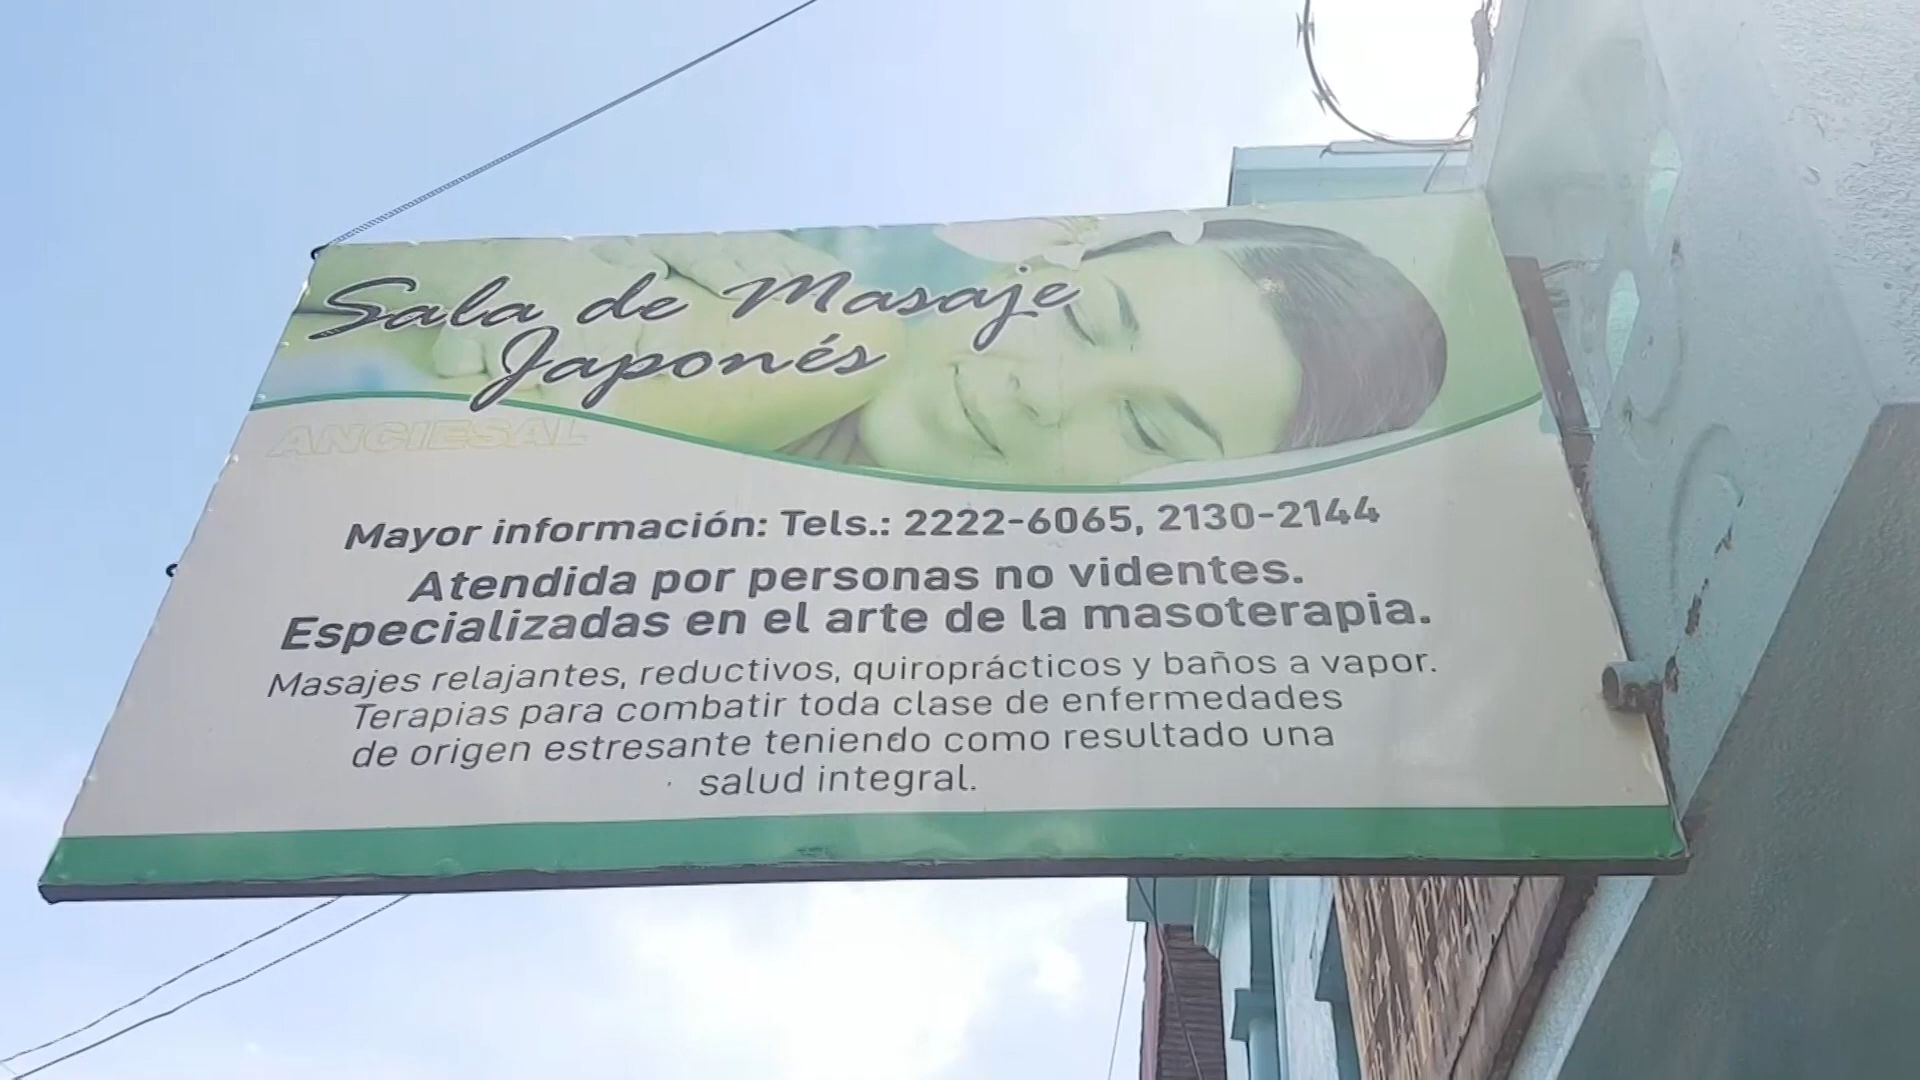 Sala de Masaje
Japonés
ANCIESAL
Mayor información: Tels.: 2222-6065, 2130-2144
Atendida por personas no videntes.
Especializadas en el arte de la masoterapia.
Masajes relajantes, reductivos, quiroprácticos y baños a vapor.
Terapias para combatir toda clase de enfermedades
de origen estresante teniendo como resultado una
salud integral.